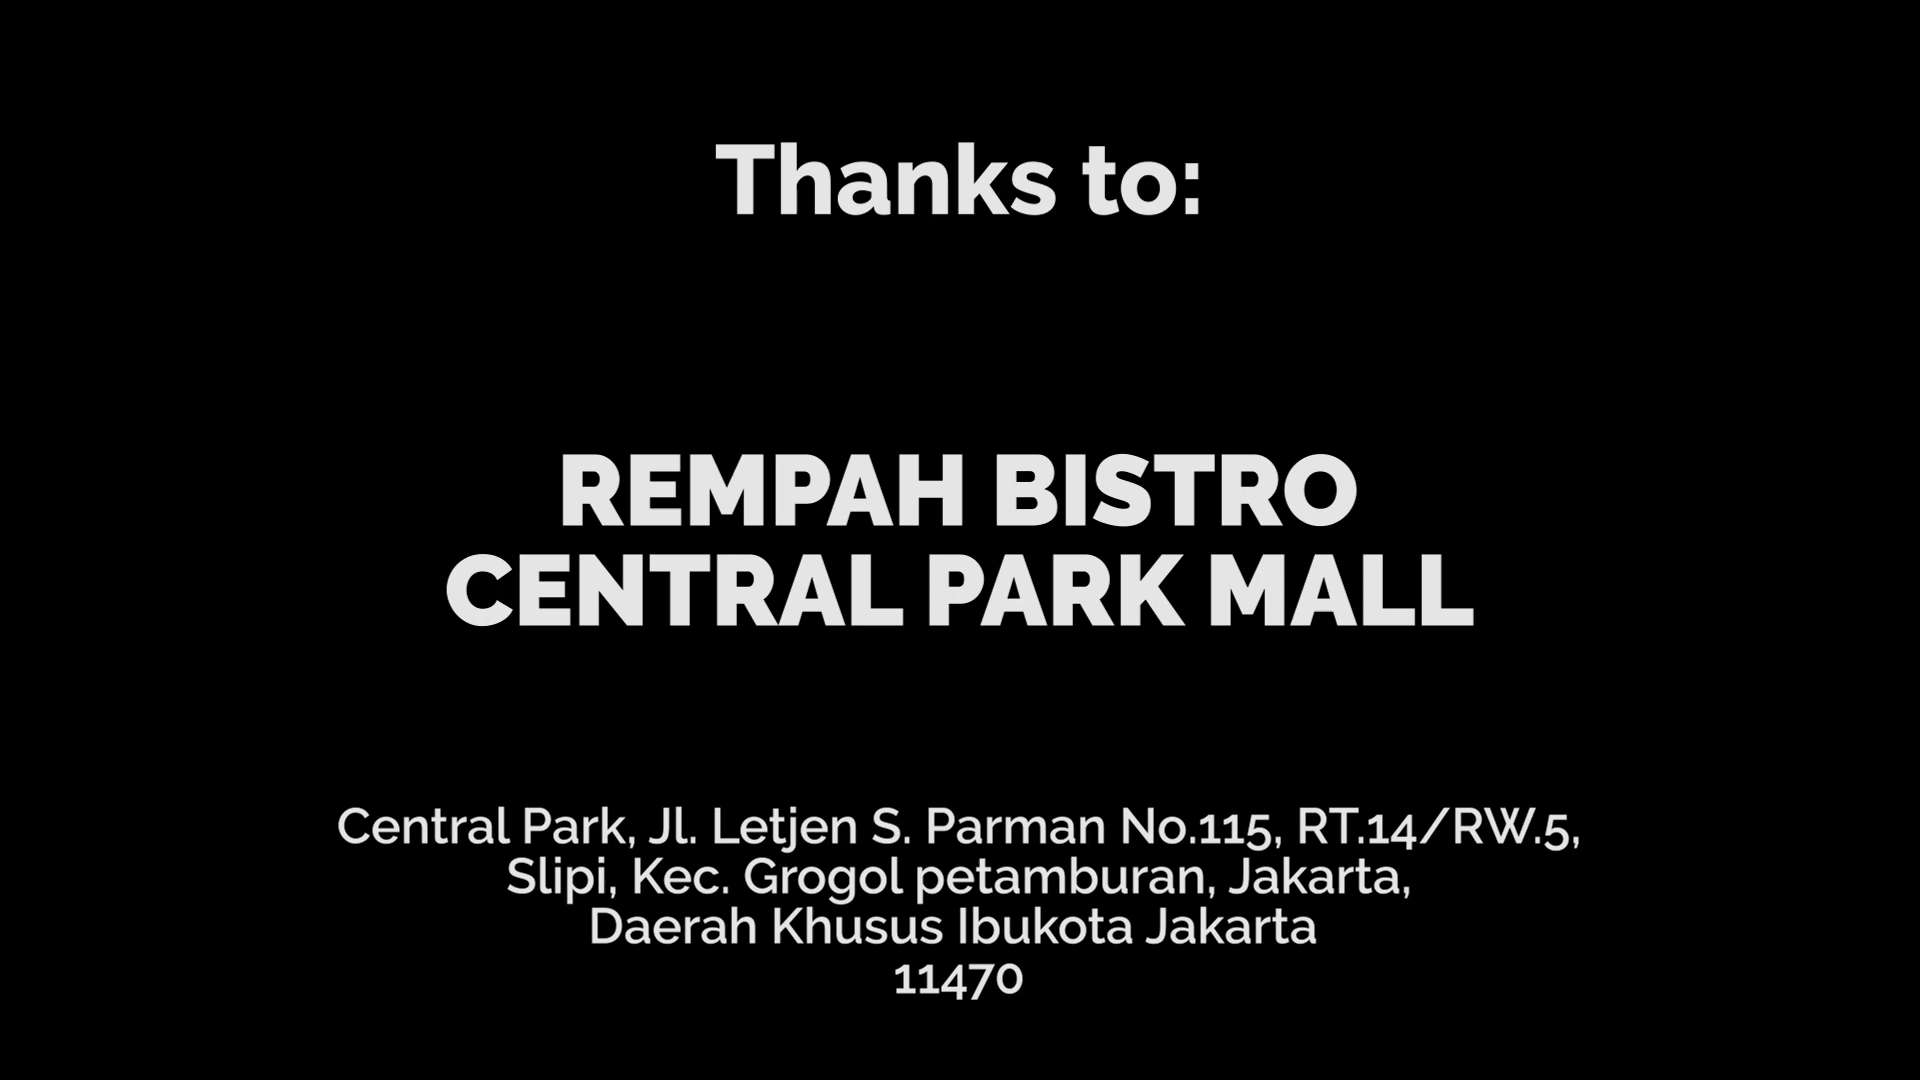 Thanks to:
REMPAH BISTRO
CENTRAL PARK MALL
Central Park, Jl. Letjen S. Parman No.115, RT.14/RW.5,
Slipi, Kec. Grogol petamburan, Jakarta,
Daerah Khusus Ibukota Jakarta
11470